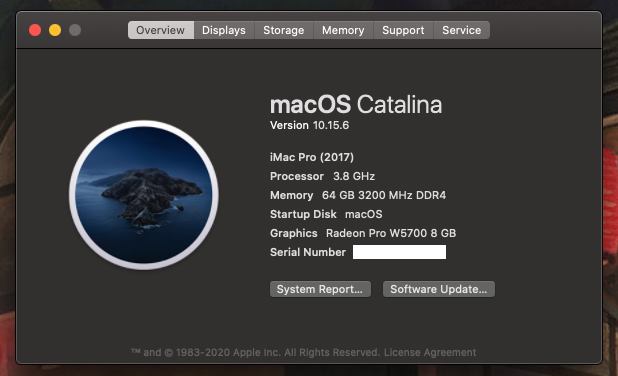 Overview Displays Storage Memory Support Service
macOS Catalina
Version 10.15.6
iMac Pro (2017)
Processor 3.8 GHz
Memory 64 GB 3200 MHz DDR4
Startup Disk macOS
Graphics Radeon Pro W5700 8 GB
Serial Number
System Report... Software Update...
™ and © 1983-2020 Apple Inc. All Rights Reserved. License Agreement